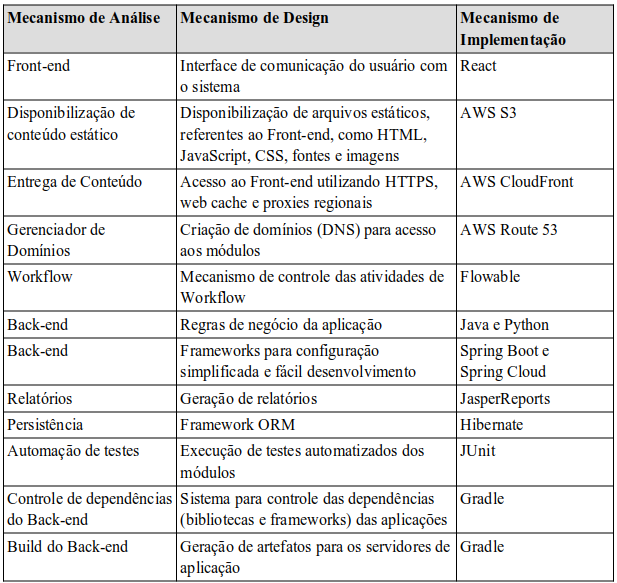 Mecanismo de Análise
Mecanismo de Design
Mecanismo de
Implementação
Front-end
Interface de comunicação do usuário com
o sistema
React
Disponibilização de
conteúdo estático
Disponibilização de arquivos estáticos,
referentes ao Front-end, como HTML,
JavaScript, CSS, fontes e imagens
AWS S3
Entrega de Conteúdo
Acesso ao Front-end utilizando HTTPS,
web cache e proxies regionais
AWS CloudFront
Gerenciador de
Domínios
Criação de domínios (DNS) para acesso
aos módulos
AWS Route 53
Workflow
Mecanismo de controle das atividades de
Workflow
Flowable
Back-end
Regras de negócio da aplicação
Java e Python
Back-end
Frameworks para configuração
simplificada e fácil desenvolvimento
Spring Boot e
Spring Cloud
Relatórios
Geração de relatórios
JasperReports
Persistência
Framework ORM
Hibernate
Automação de testes
Execução de testes automatizados dos
módulos
JUnit
Controle de dependências
do Back-end
Sistema para controle das dependências
(bibliotecas e frameworks) das aplicações
Gradle
Build do Back-end
Geração de artefatos para os servidores de
aplicação
Gradle